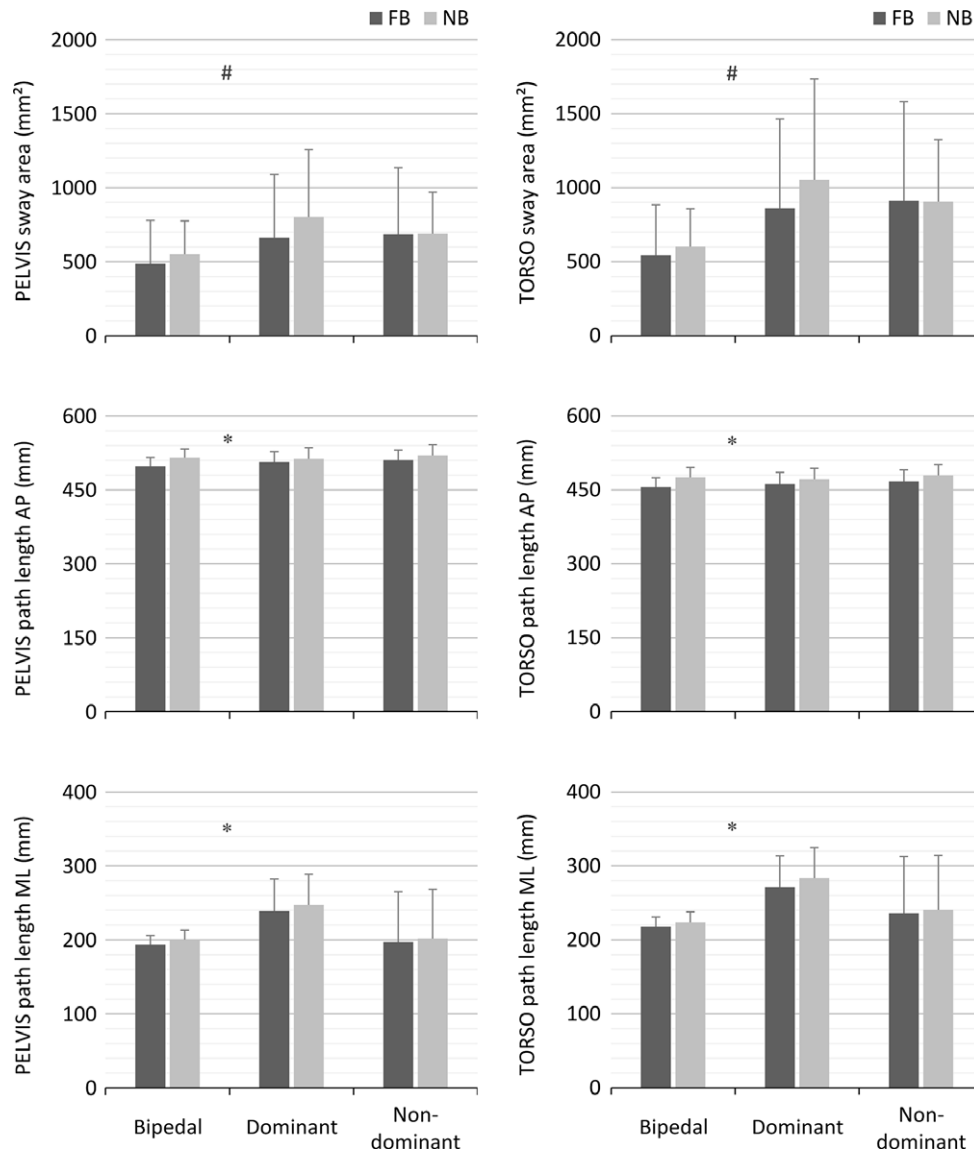 FB NB
PELVIS sway area (mm²)
2000
1500
1000
500
0
#
FB NB
TORSO sway area (mm²)
2000
1500
1000
500
0
#
PELVIS path length AP (mm)
600
450
300
150
0
*
TORSO path length AP (mm)
600
450
300
150
0
*
PELVIS path length ML (mm)
400
300
200
100
0
*
Bipedal
Dominant
Non-
dominant
TORSO path length ML (mm)
400
300
200
100
0
*
Bipedal
Dominant
Non-
dominant